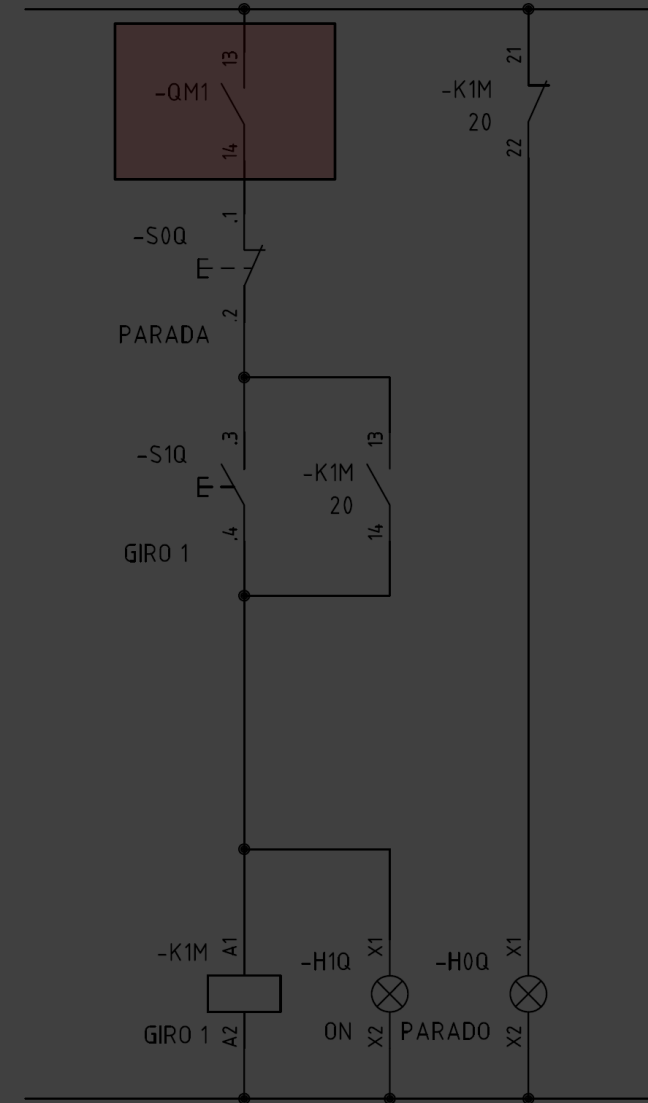 13
-QM1
14
21
-K1M
20
22
.1
-S0Q
.2
PARADA
.3
-S1Q
.4
GIRO 1
13
-K1M
20
14
-K1M
A1
GIRO 1
A2
-H1Q
X1
ON
X2
-H0Q
X1
PARADO
X2